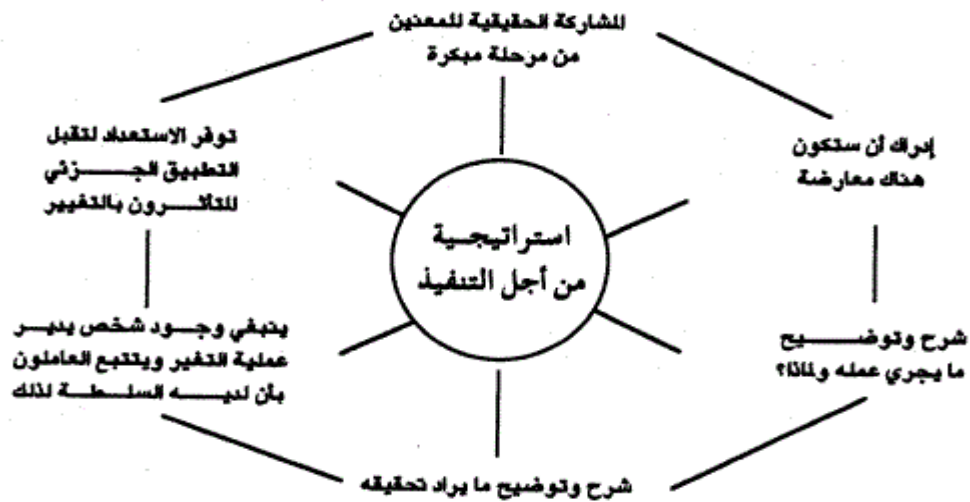 للشاركة الحقيقية للمعنين
من مرحلة مبكرة
إدراك أن ستكون
هناك معارضة
توفر الاستعداد لتقبل
التطبيق الجزئي
للتأثرون بالتغيير
استراتيجية
من أجل التنفيذ
شرح وتوضيح
ما يجري عمله ولماذا؟
ينبغي وجود شخص يدير
عملية التغير ويتتبع العاملون
بأن لديه السلطة لذلك
شرح وتوضيح ما يراد تحقيقه